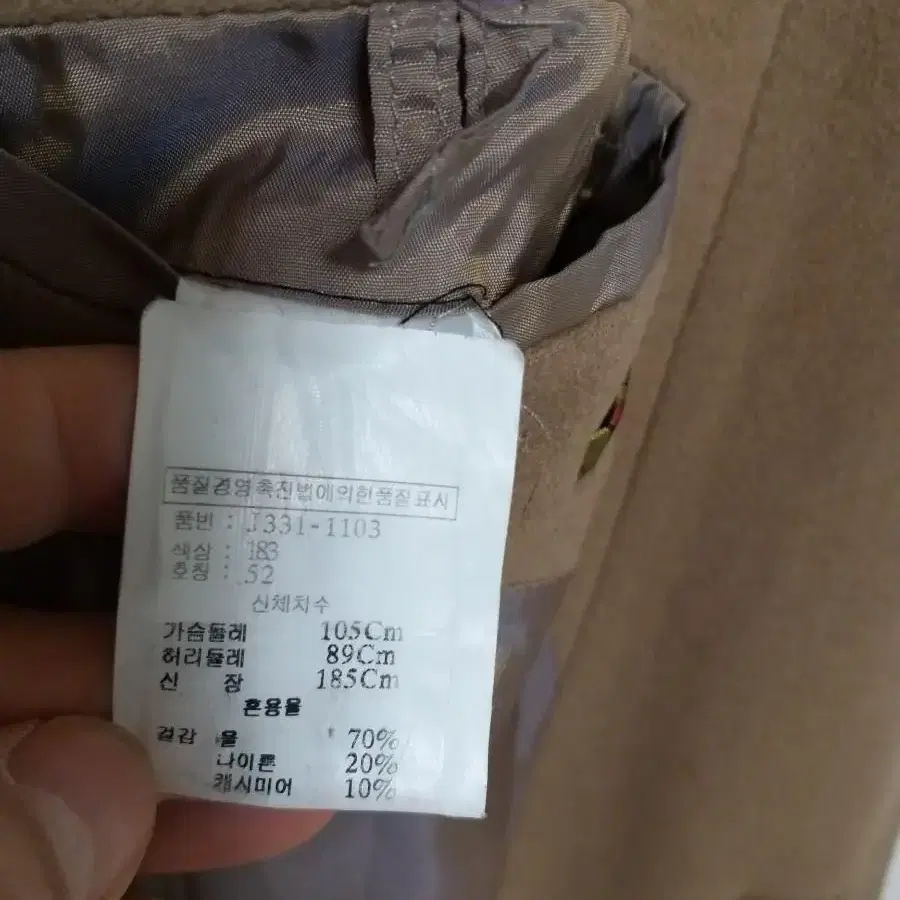 품질경영촉진법에의한품질표시
품번 : J331-1103
색상 : 183
호칭 : 52
신체치수
가슴둘레 105Cm
허리둘레 89Cm
신 장 185Cm
혼용율
겉감 울 70%
나이론 20%
캐시미어 10%